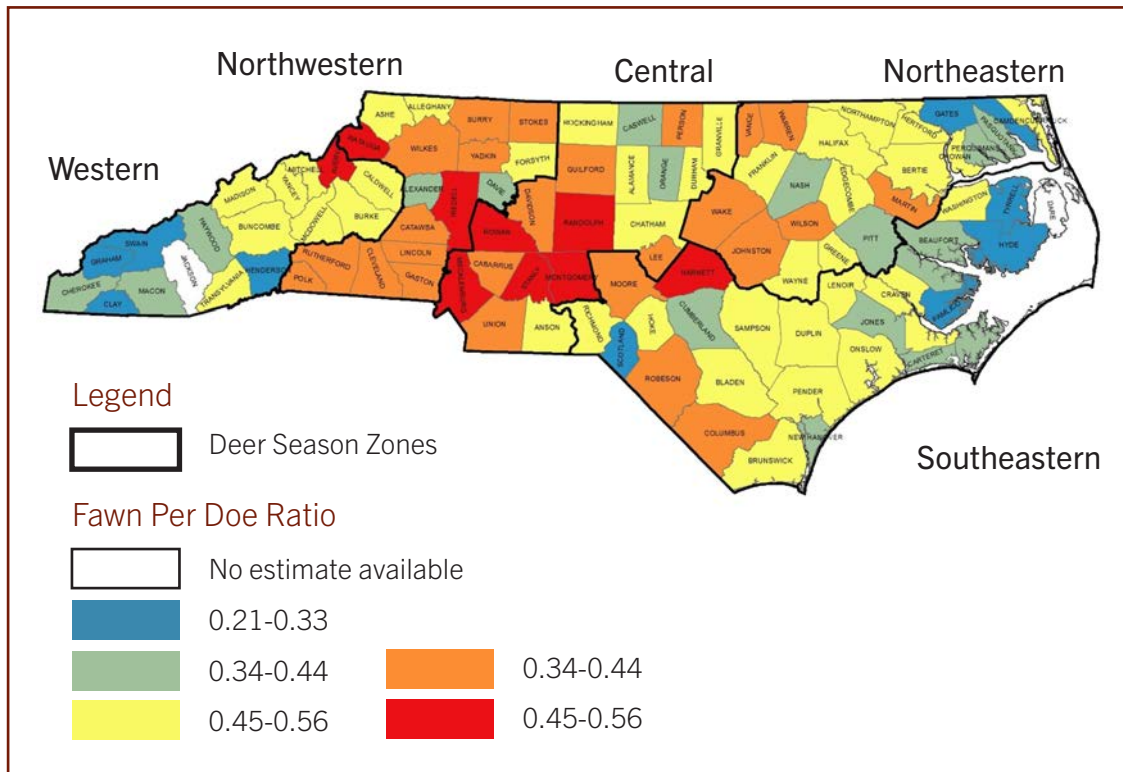 Northwestern
Central
Northeastern
Western
Southeastern
ASHE
ALLEGHANY
SURRY
STOKES
ROCKINGHAM
CASWELL
PERSON
GRANVILLE
VANCE
WARREN
NORTHAMPTON
HERTFORD
GATES
PASQUOTANK
PERQUIMANS
CHOWAN
WATAUGA
WILKES
YADKIN
FORSYTH
GUILFORD
ALAMANCE
ORANGE
DURHAM
FRANKLIN
HALIFAX
BERTIE
MITCHELL
AVERY
CALDWELL
ALEXANDER
IREDELL
DAVIE
DAVIDSON
RANDOLPH
CHATHAM
WAKE
NASH
EDGECOMBE
MARTIN
WASHINGTON
TYRRELL
DARE
MADISON
YANCEY
BURKE
MCDOWELL
BUNCOMBE
HAYWOOD
SWAIN
GRAHAM
CATAWBA
ROWAN
WILSON
JOHNSTON
PITT
BEAUFORT
HYDE
CHEROKEE
CLAY
MACON
JACKSON
TRANSYLVANIA
HENDERSON
POLK
RUTHERFORD
CLEVELAND
LINCOLN
GASTON
MECKLENBURG
CABARRUS
STANLY
MONTGOMERY
MOORE
LEE
HARNETT
WAYNE
GREENE
LENOIR
CRAVEN
PAMLICO
UNION
ANSON
RICHMOND
SCOTLAND
HOKE
CUMBERLAND
SAMPSON
DUPLIN
JONES
CARTERET
ONSLOW
ROBESON
BLADEN
PENDER
COLUMBUS
BRUNSWICK
NEW HANOVER
Legend
Deer Season Zones
Fawn Per Doe Ratio
No estimate available
0.21-0.33
0.34-0.44
0.34-0.44
0.45-0.56
0.45-0.56